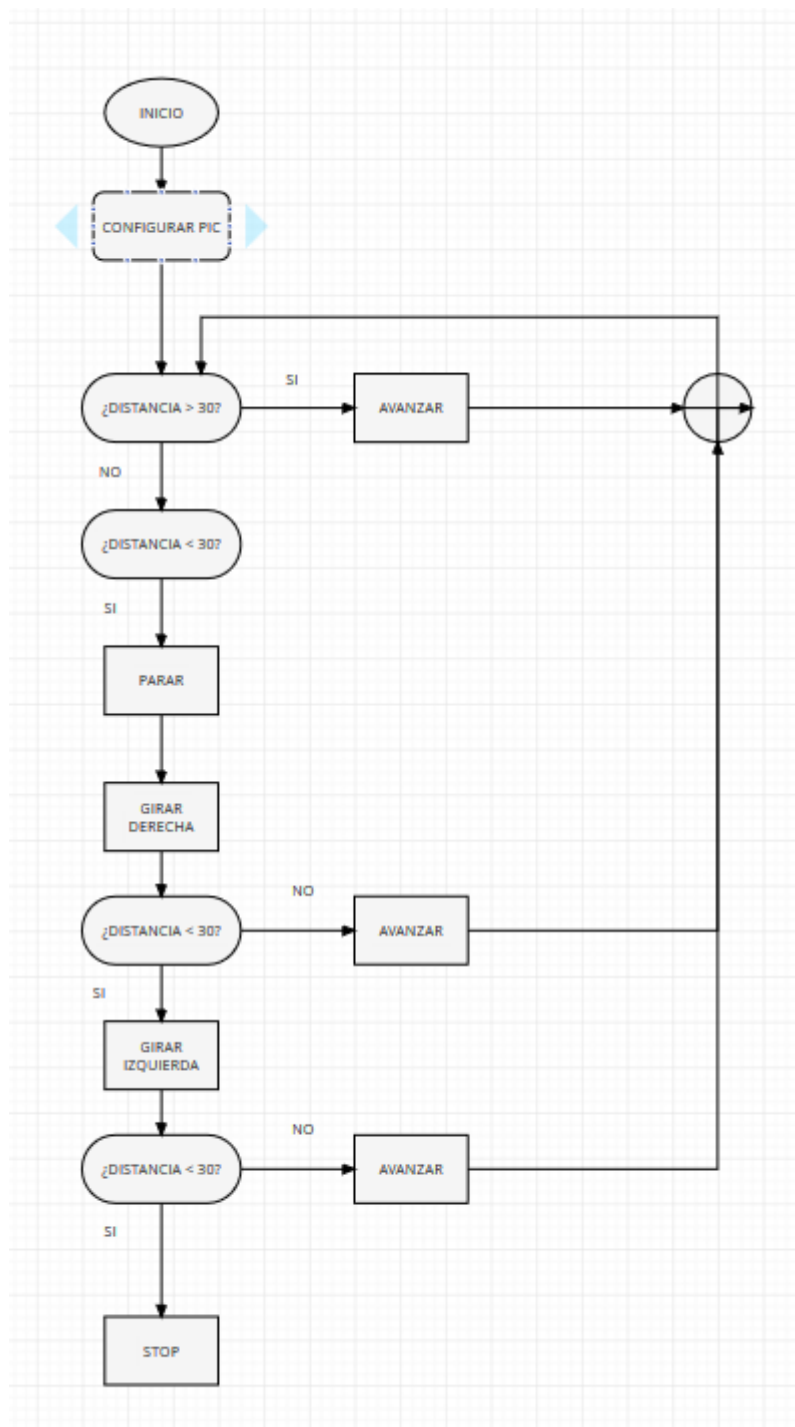 INICIO
CONFIGURAR PIC
¿DISTANCIA > 30?
SI
AVANZAR
NO
¿DISTANCIA < 30?
SI
PARAR
GIRAR
DERECHA
¿DISTANCIA < 30?
NO
AVANZAR
SI
GIRAR
IZQUIERDA
¿DISTANCIA < 30?
NO
AVANZAR
SI
STOP